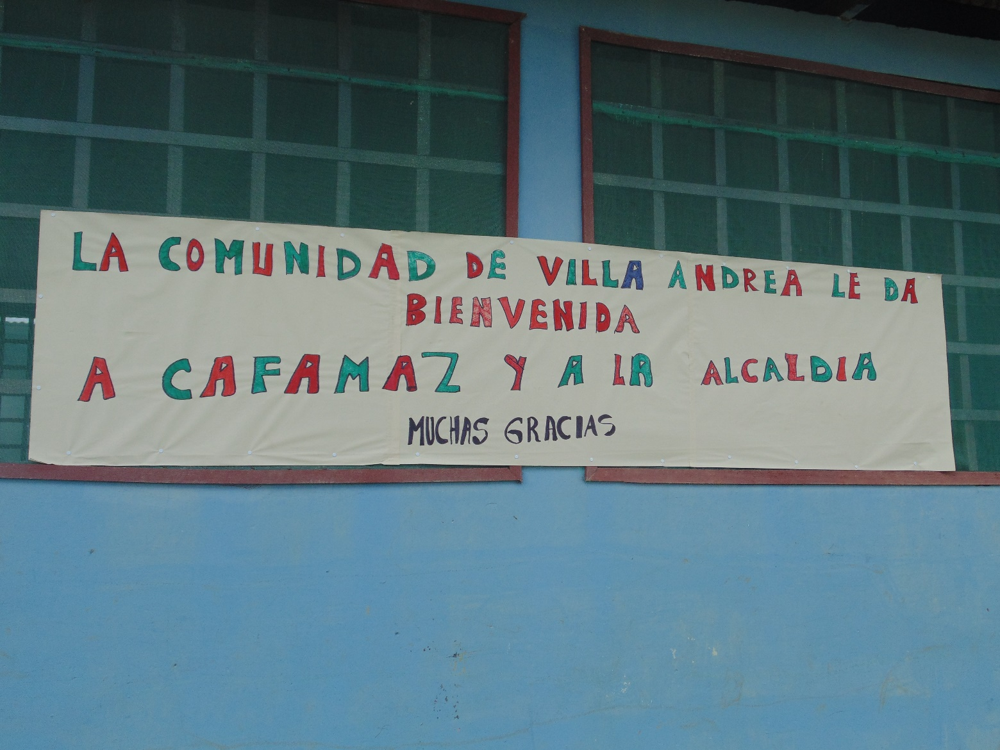 LA COMUNIDAD DE VILLA ANDREA LE DA
BIENVENIDA
A CAFAMAZ Y A LA ALCALDIA
MUCHAS GRACIAS